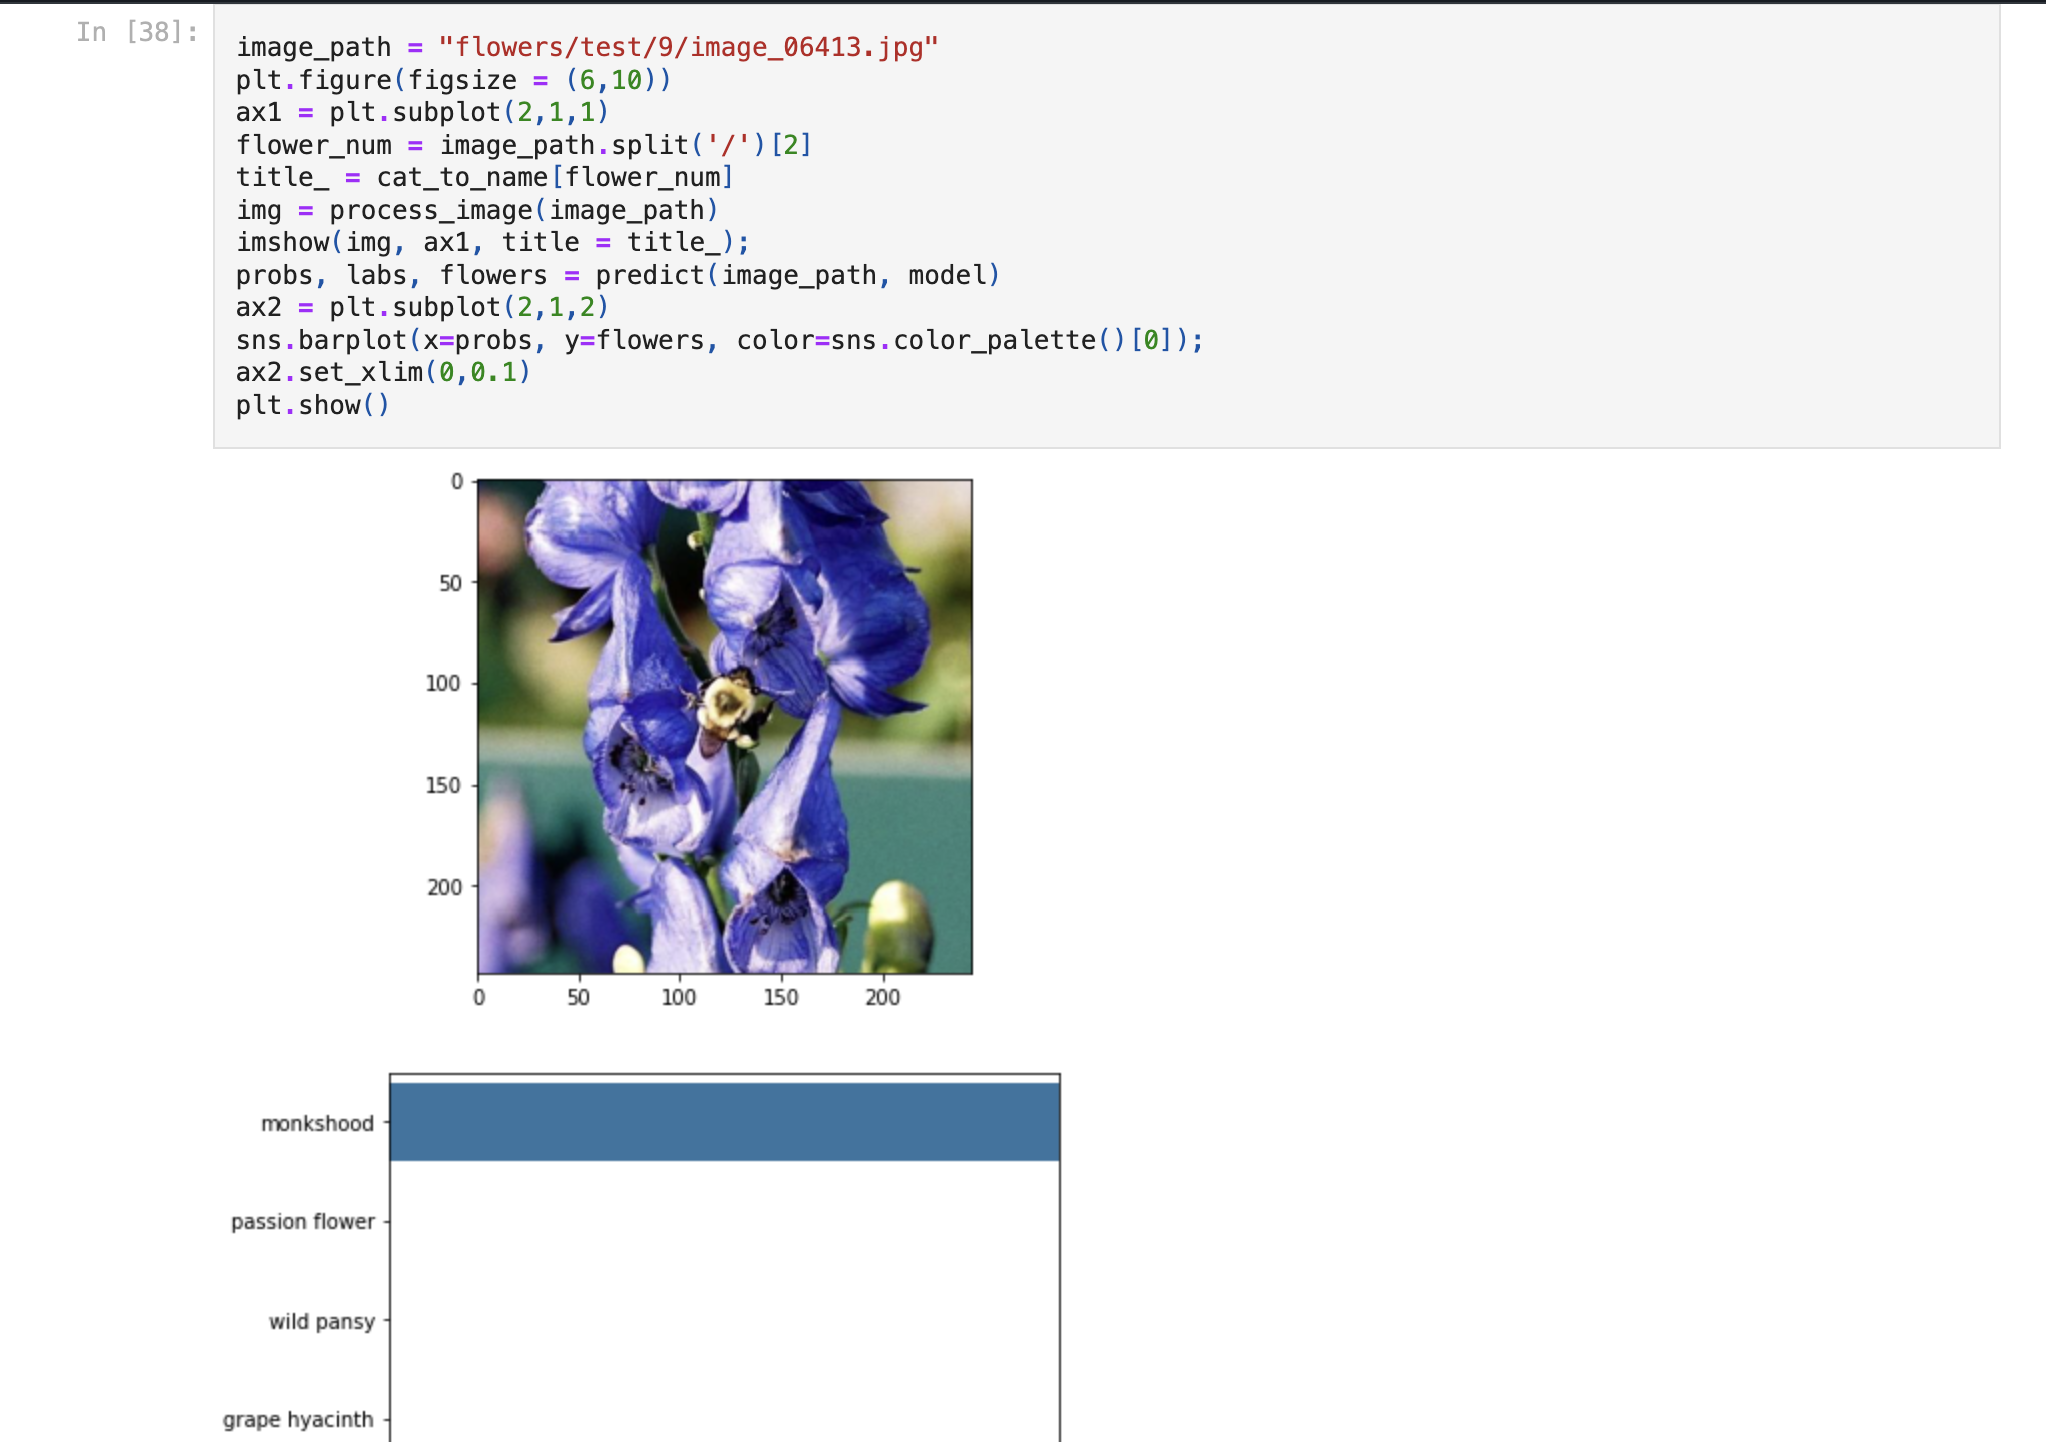 In [38]:
image_path = "flowers/test/9/image_06413.jpg"
plt.figure(figsize = (6,10))
ax1 = plt.subplot(2,1,1)
flower_num = image_path.split('/')[2]
title_ = cat_to_name[flower_num]
img = process_image(image_path)
imshow(img, ax1, title = title_);
probs, labs, flowers = predict(image_path, model)
ax2 = plt.subplot(2,1,2)
sns.barplot(x=probs, y=flowers, color=sns.color_palette()[0]);
ax2.set_xlim(0,0.1)
plt.show()
0
50
100
150
200
0 50 100 150 200
monkshood
passion flower
wild pansy
grape hyacinth